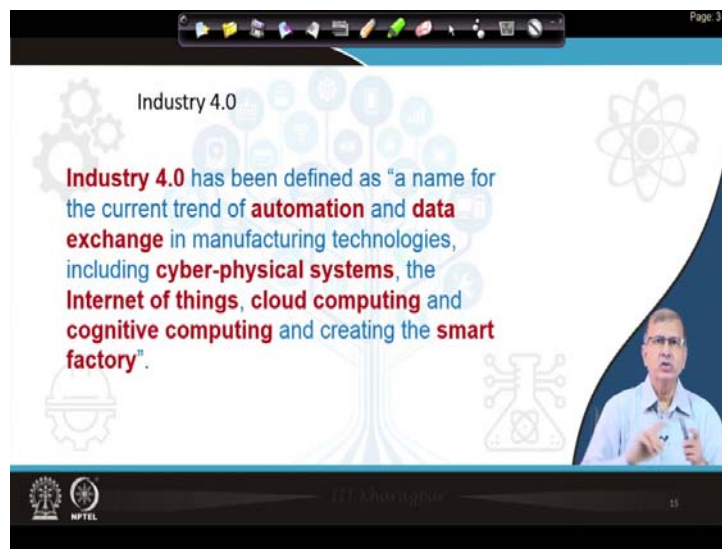 Page: 3
Industry 4.0
Industry 4.0 has been defined as “a name for
the current trend of automation and data
exchange in manufacturing technologies,
including cyber-physical systems, the
Internet of things, cloud computing and
cognitive computing and creating the smart
factory”.
IIT Kharagpur
NPTEL
15